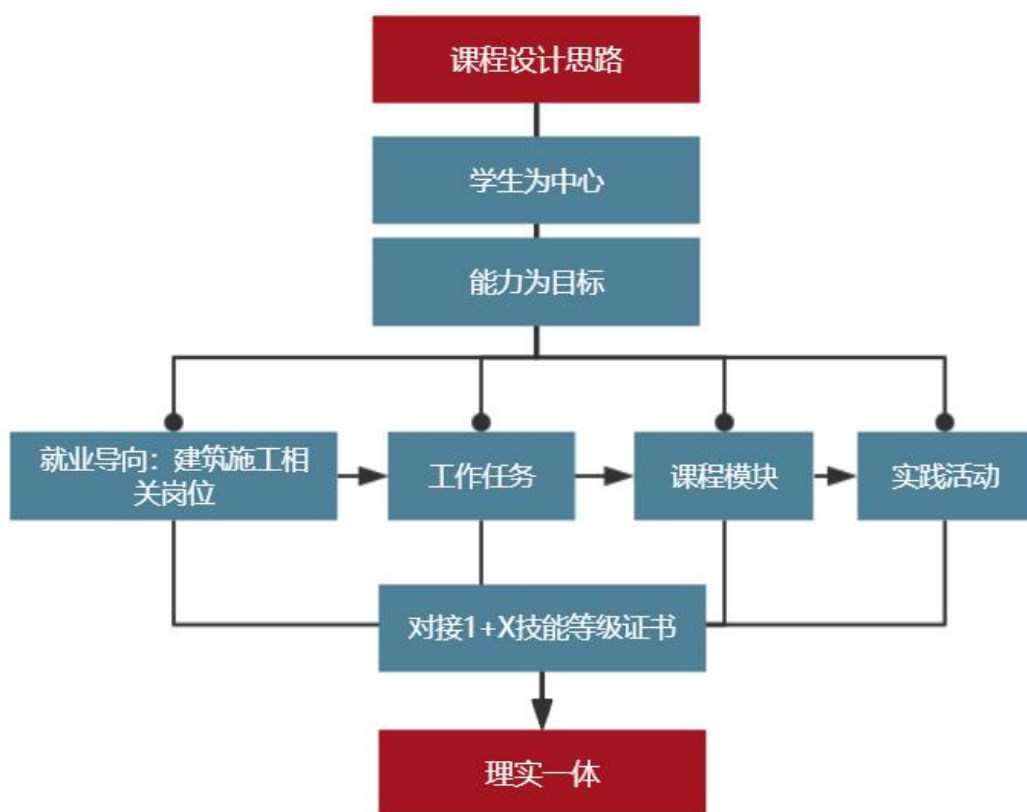 课程设计思路
学生为中心
能力为目标
就业导向：建筑施工相
关岗位
工作任务
课程模块
实践活动
对接1+X技能等级证书
理实一体